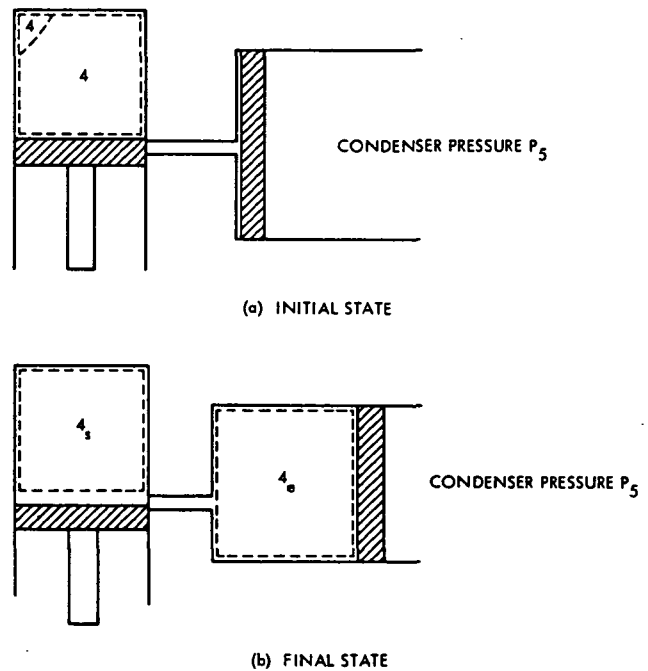 4
4
CONDENSER PRESSURE P5
(a) INITIAL STATE
4s
4e
CONDENSER PRESSURE P5
(b) FINAL STATE